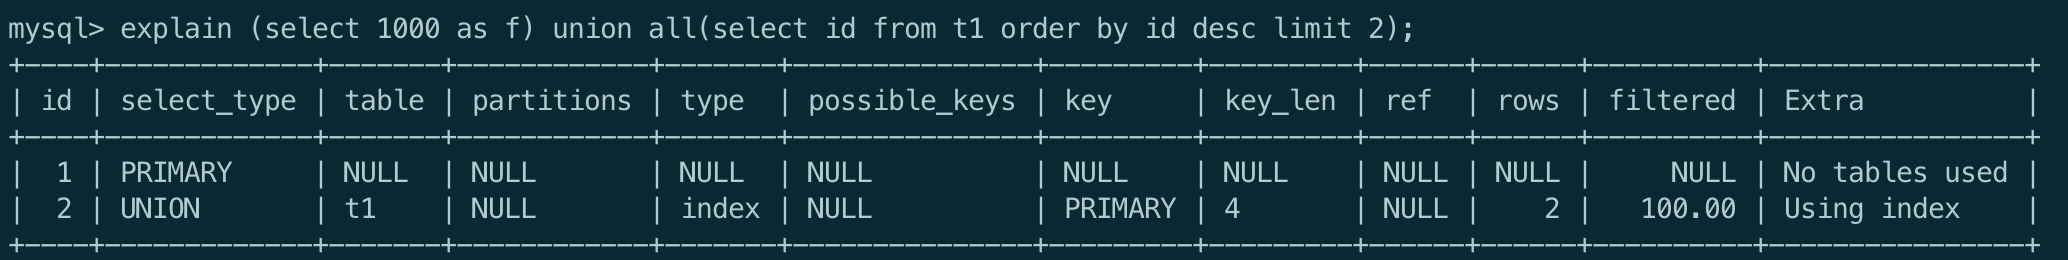 mysql> explain (select 1000 as f) union all(select id from t1 order by id desc limit 2);
+----+-------------+-------+------------+-------+---------------+---------+---------+------+------+----------+----------------+
| id | select_type | table | partitions | type  | possible_keys | key     | key_len | ref  | rows | filtered | Extra          |
+----+-------------+-------+------------+-------+---------------+---------+---------+------+------+----------+----------------+
|  1 | PRIMARY     | NULL  | NULL       | NULL  | NULL          | NULL    | NULL    | NULL | NULL |     NULL | No tables used |
|  2 | UNION       | t1    | NULL       | index | NULL          | PRIMARY | 4       | NULL |    2 |   100.00 | Using index    |
+----+-------------+-------+------------+-------+---------------+---------+---------+------+------+----------+----------------+